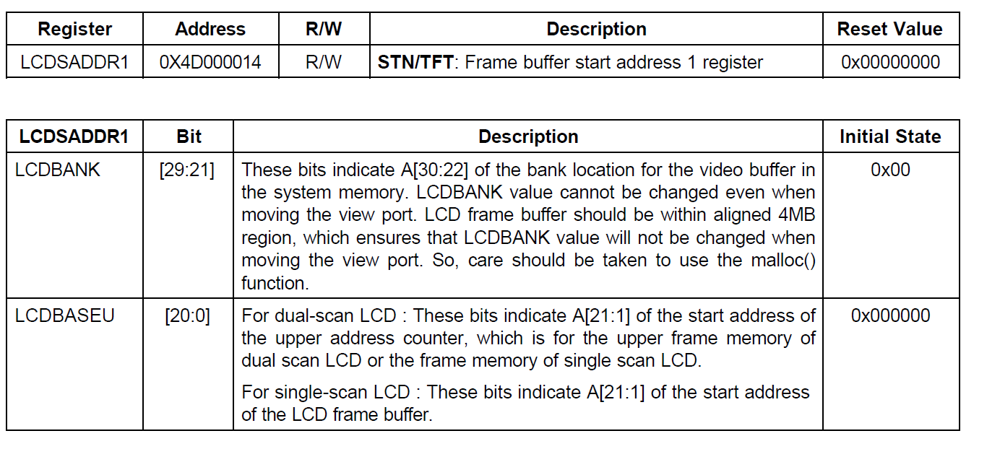 Register Address R/W Description Reset Value
LCDSADDR1 0X4D000014 R/W STN/TFT: Frame buffer start address 1 register 0x00000000
LCDSADDR1 Bit Description Initial State
LCDBANK [29:21] These bits indicate A[30:22] of the bank location for the video buffer in 0x00
the system memory. LCDBANK value cannot be changed even when
moving the view port. LCD frame buffer should be within aligned 4MB
region, which ensures that LCDBANK value will not be changed when
moving the view port. So, care should be taken to use the malloc()
function.
LCDBASEU [20:0] For dual-scan LCD : These bits indicate A[21:1] of the start address of 0x000000
the upper address counter, which is for the upper frame memory of
dual scan LCD or the frame memory of single scan LCD.
For single-scan LCD : These bits indicate A[21:1] of the start address
of the LCD frame buffer.